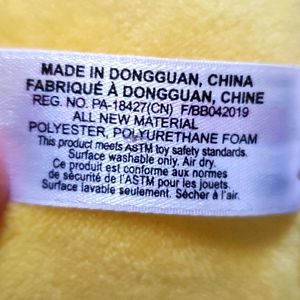 MADE IN DONGGUAN, CHINA
FABRIQUÉ À DONGGUAN, CHINE
REG. NO. PA-18427(CN) F/BB042019
ALL NEW MATERIAL
POLYESTER, POLYURETHANE FOAM
This product meets ASTM toy safety standards.
Surface washable only. Air dry.
Ce produit est conforme aux normes
de sécurité de l'ASTM pour les jouets.
Surface lavable seulement. Sécher à l'air.